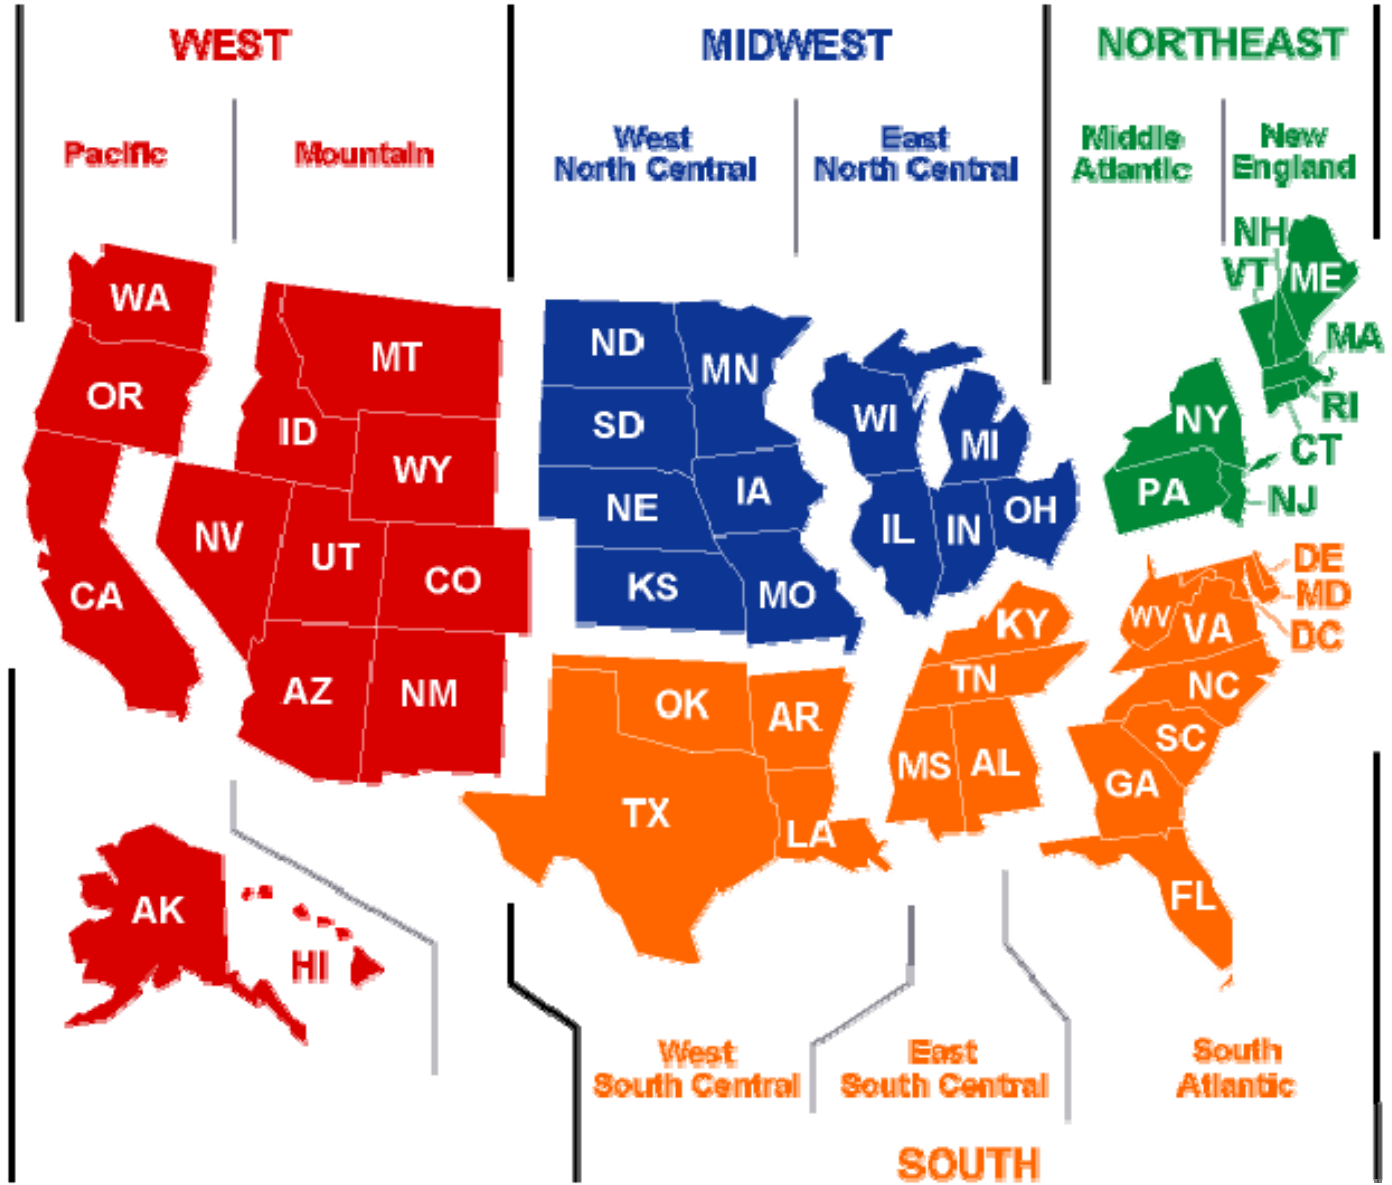 WEST
MIDWEST
NORTHEAST
Pacific
Mountain
West
North Central
East
North Central
Middle
Atlantic
New
England
WA
OR
CA
MT
ID
WY
NV
UT
CO
AZ
NM
AK
HI
ND
MN
SD
IA
NE
KS
MO
WI
MI
IL
IN
OH
NH
VT
ME
MA
RI
CT
NY
PA
NJ
OK
AR
TX
LA
KY
TN
MS
AL
DE
MD
DC
WV
VA
NC
SC
GA
FL
West
South Central
East
South Central
South
Atlantic
SOUTH